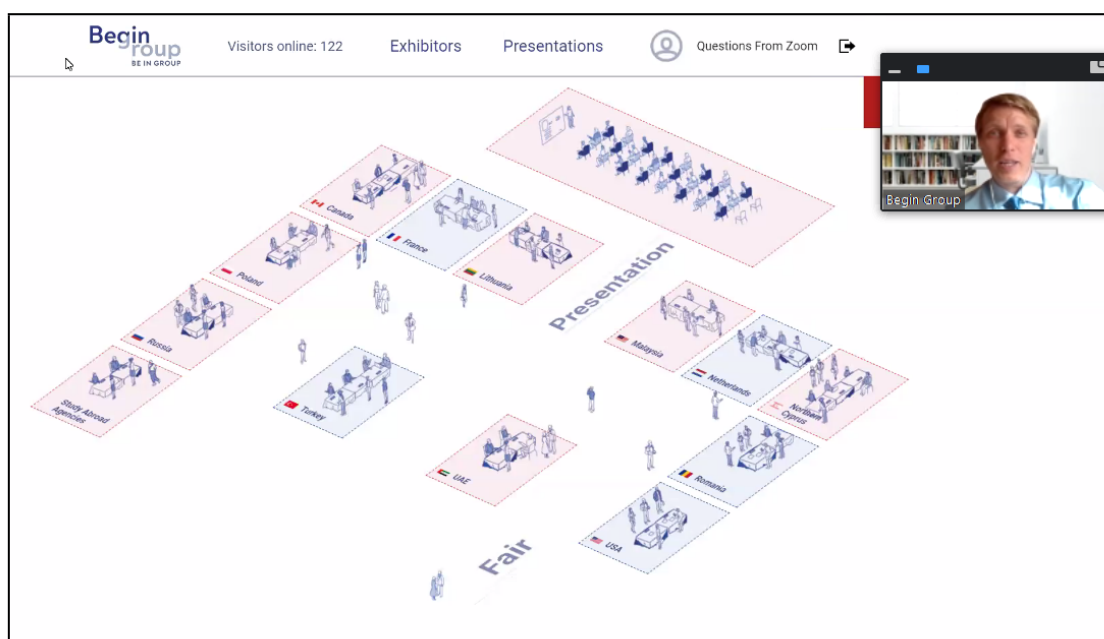 Begin
Group
BE IN GROUP
Visitors online: 122
Exhibitors
Presentations
Questions From Zoom
Begin Group
Canada
France
Lithuania
Poland
Russia
Study Abroad
Agencies
Turkey
Presentation
Malaysia
Netherlands
Northern
Cyprus
UAE
Romania
USA
Fair